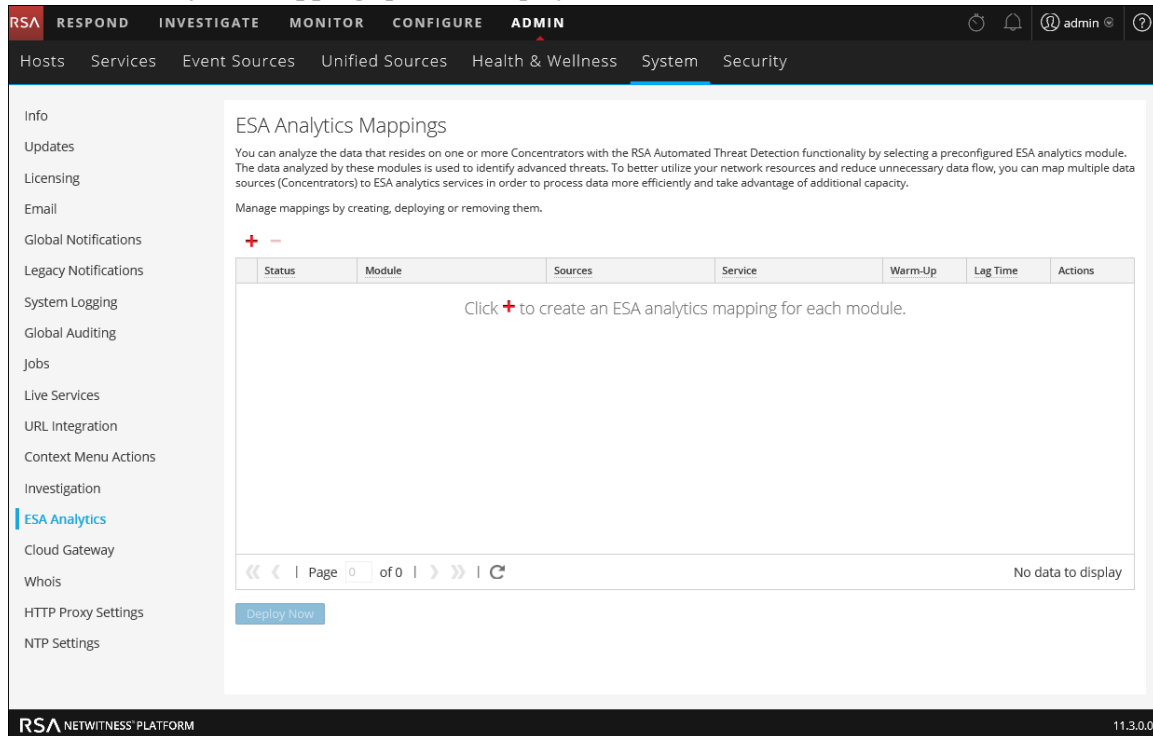 RSA RESPOND INVESTIGATE MONITOR CONFIGURE ADMIN admin ?
Hosts Services Event Sources Unified Sources Health & Wellness System Security
Info
Updates
Licensing
Email
Global Notifications
Legacy Notifications
System Logging
Global Auditing
Jobs
Live Services
URL Integration
Context Menu Actions
Investigation
ESA Analytics
Cloud Gateway
Whois
HTTP Proxy Settings
NTP Settings
ESA Analytics Mappings
You can analyze the data that resides on one or more Concentrators with the RSA Automated Threat Detection functionality by selecting a preconfigured ESA analytics module.
The data analyzed by these modules is used to identify advanced threats. To better utilize your network resources and reduce unnecessary data flow, you can map multiple data
sources (Concentrators) to ESA analytics services in order to process data more efficiently and take advantage of additional capacity.
Manage mappings by creating, deploying or removing them.
+ −
Status Module Sources Service Warm-Up Lag Time Actions
Click + to create an ESA analytics mapping for each module.
Page 0 of 0 No data to display
Deploy Now
RSA NETWITNESS® PLATFORM 11.3.0.0